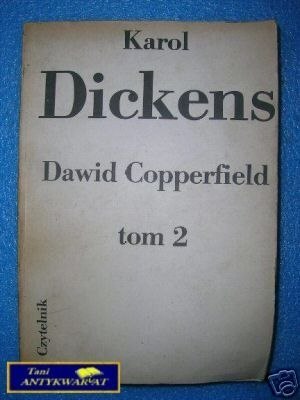 Karol
Dickens
Dawid Copperfield
tom 2
Czytelnik
Tani
ANTYKWARIAT